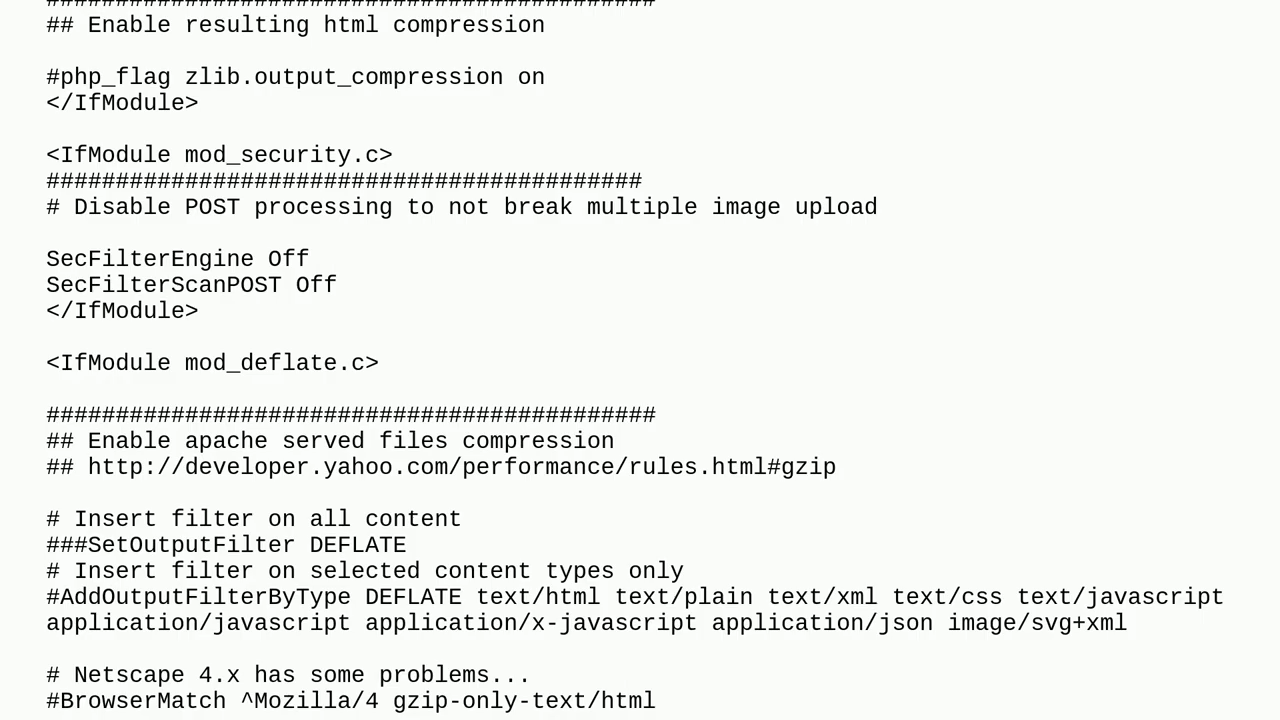 ############################################
## Enable resulting html compression
#php_flag zlib.output_compression on
</IfModule>
<IfModule mod_security.c>
###########################################
# Disable POST processing to not break multiple image upload
SecFilterEngine Off
SecFilterScanPOST Off
</IfModule>
<IfModule mod_deflate.c>
############################################
## Enable apache served files compression
## http://developer.yahoo.com/performance/rules.html#gzip
# Insert filter on all content
###SetOutputFilter DEFLATE
# Insert filter on selected content types only
#AddOutputFilterByType DEFLATE text/html text/plain text/xml text/css text/javascript
application/javascript application/x-javascript application/json image/svg+xml
# Netscape 4.x has some problems...
#BrowserMatch ^Mozilla/4 gzip-only-text/html